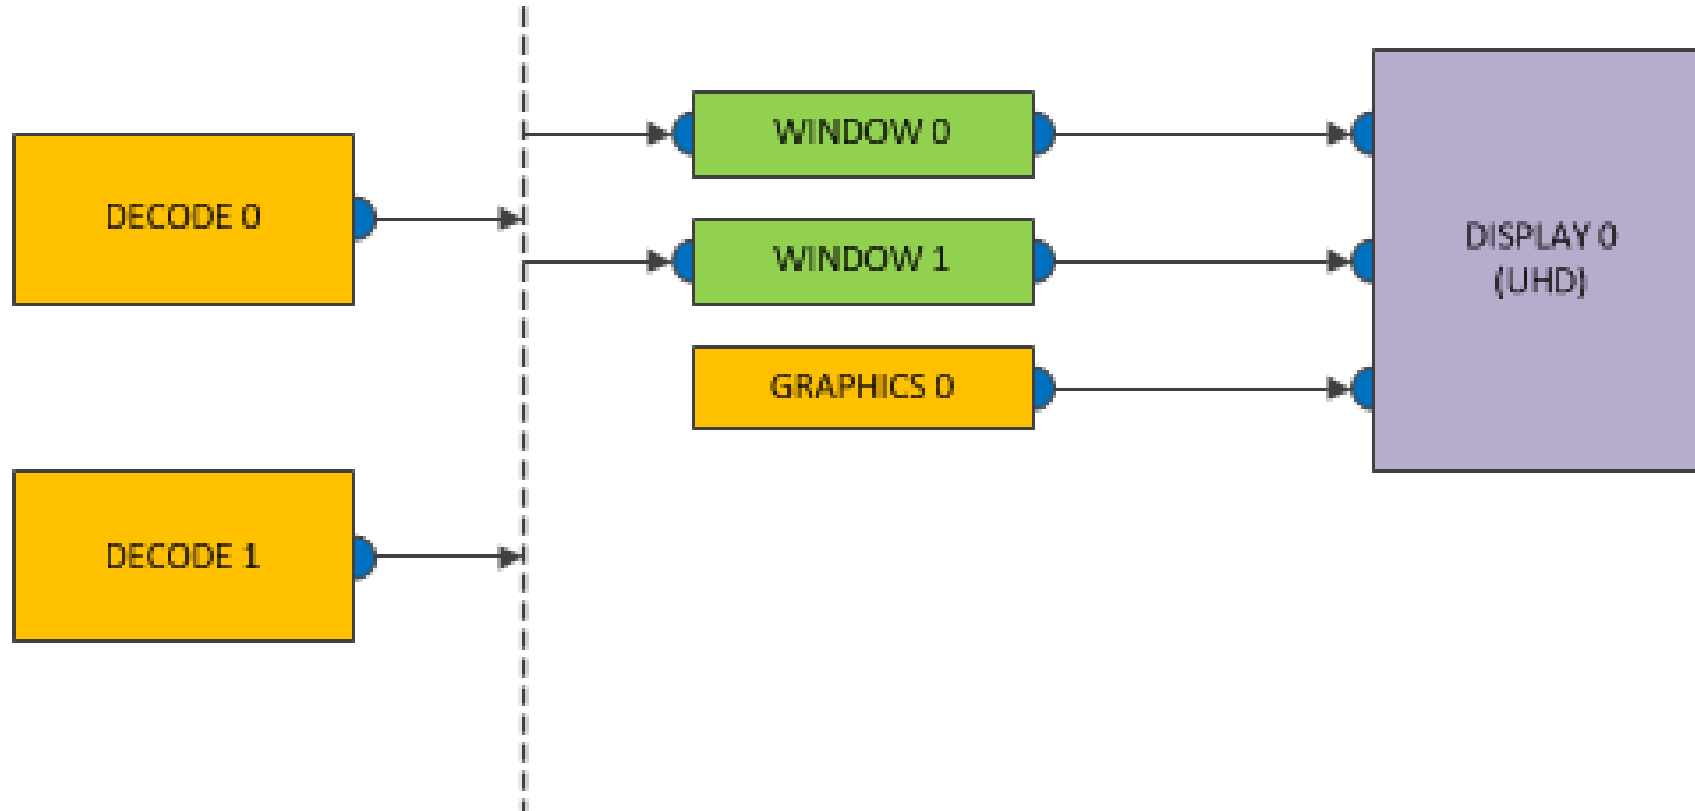 DECODE 0
DECODE 1
WINDOW 0
WINDOW 1
GRAPHICS 0
DISPLAY 0
(UHD)